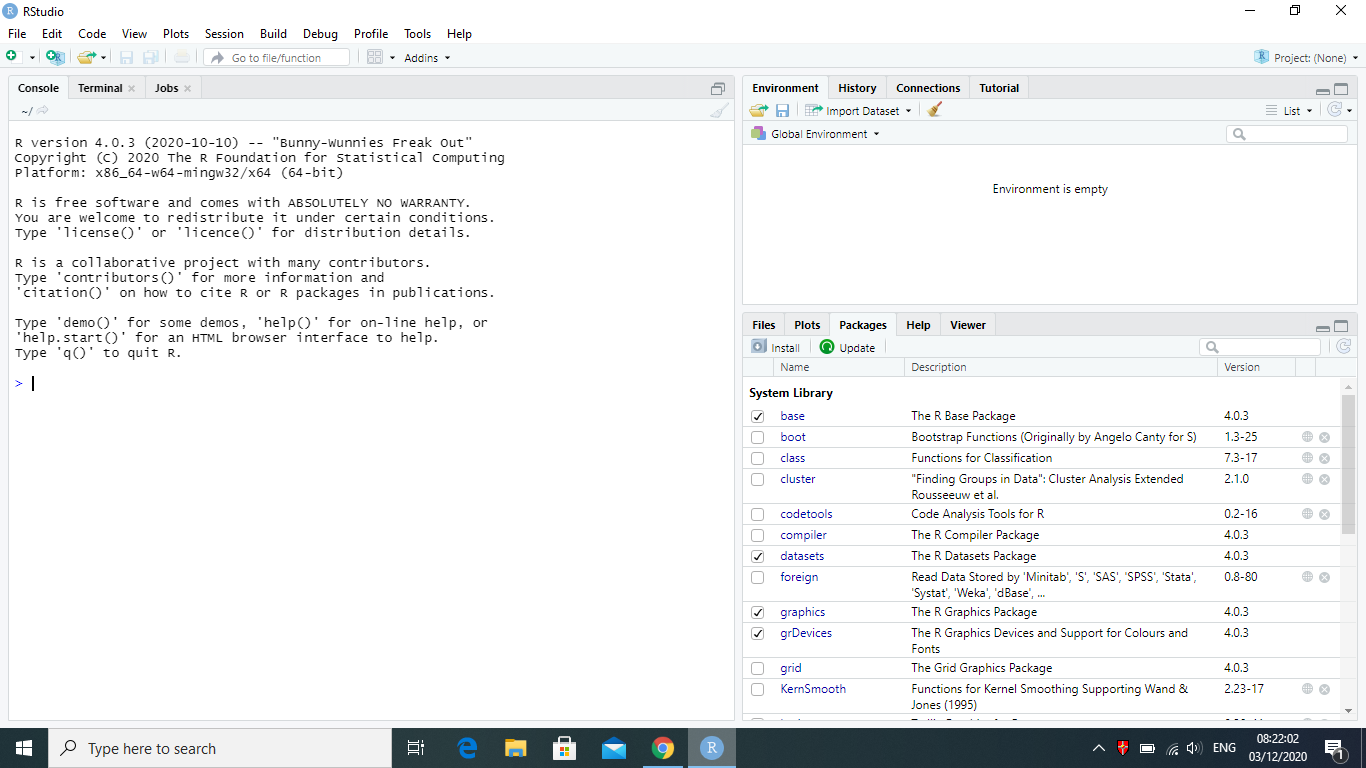 RStudio
File Edit Code View Plots Session Build Debug Profile Tools Help
Go to file/function Addins Project: (None)
Console Terminal Jobs
~/
R version 4.0.3 (2020-10-10) -- "Bunny-Wunnies Freak Out"
Copyright (C) 2020 The R Foundation for Statistical Computing
Platform: x86_64-w64-mingw32/x64 (64-bit)
R is free software and comes with ABSOLUTELY NO WARRANTY.
You are welcome to redistribute it under certain conditions.
Type 'license()' or 'licence()' for distribution details.
R is a collaborative project with many contributors.
Type 'contributors()' for more information and
'citation()' on how to cite R or R packages in publications.
Type 'demo()' for some demos, 'help()' for on-line help, or
'help.start()' for an HTML browser interface to help.
Type 'q()' to quit R.
>
Environment History Connections Tutorial
Import Dataset List
Global Environment
Environment is empty
Files Plots Packages Help Viewer
Install Update
Name Description Version
System Library
base The R Base Package 4.0.3
boot Bootstrap Functions (Originally by Angelo Canty for S) 1.3-25
class Functions for Classification 7.3-17
cluster "Finding Groups in Data": Cluster Analysis Extended 2.1.0
Rousseeuw et al.
codetools Code Analysis Tools for R 0.2-16
compiler The R Compiler Package 4.0.3
datasets The R Datasets Package 4.0.3
foreign Read Data Stored by 'Minitab', 'S', 'SAS', 'SPSS', 'Stata', 0.8-80
'Systat', 'Weka', 'dBase', ...
graphics The R Graphics Package 4.0.3
grDevices The R Graphics Devices and Support for Colours and 4.0.3
Fonts
grid The Grid Graphics Package 4.0.3
KernSmooth Functions for Kernel Smoothing Supporting Wand & 2.23-17
Jones (1995)
Type here to search
ENG
08:22:02
03/12/2020
1